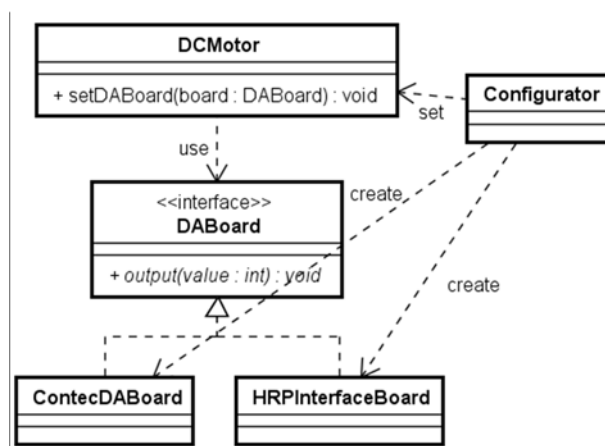 DCMotor
+ setDABoard(board : DABoard) : void
Configurator
set
use
<<interface>>
DABoard
+ output(value : int) : void
create
create
ContecDABoard
HRPInterfaceBoard